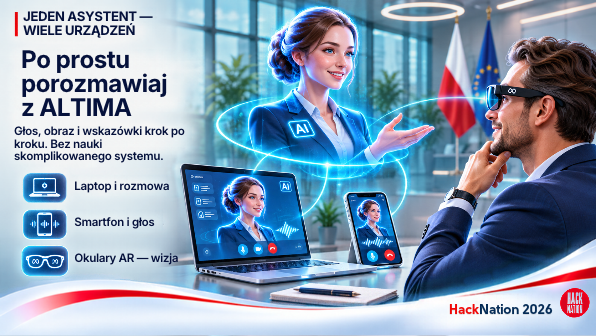 JEDEN ASYSTENT —
WIELE URZĄDZEŃ
Po prostu
porozmawiaj
z ALTIMA
Głos, obraz i wskazówki krok po
kroku. Bez nauki
skomplikowanego systemu.
Laptop i rozmowa
Smartfon i głos
Okulary AR — wizja
AI
AI
HackNation 2026
HACK
NATION